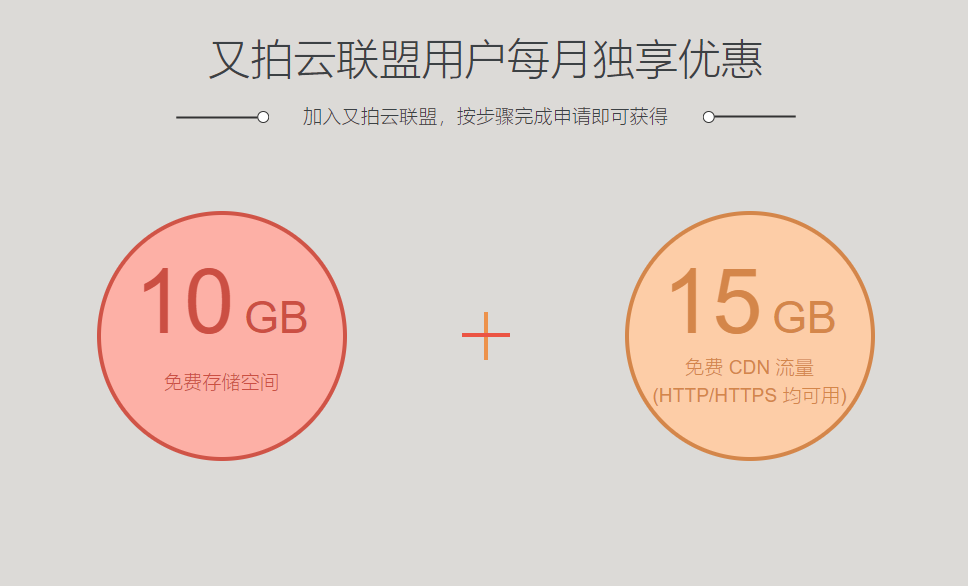 又拍云联盟用户每月独享优惠
加入又拍云联盟，按步骤完成申请即可获得
10 GB
免费存储空间
15 GB
免费 CDN 流量
(HTTP/HTTPS 均可用)